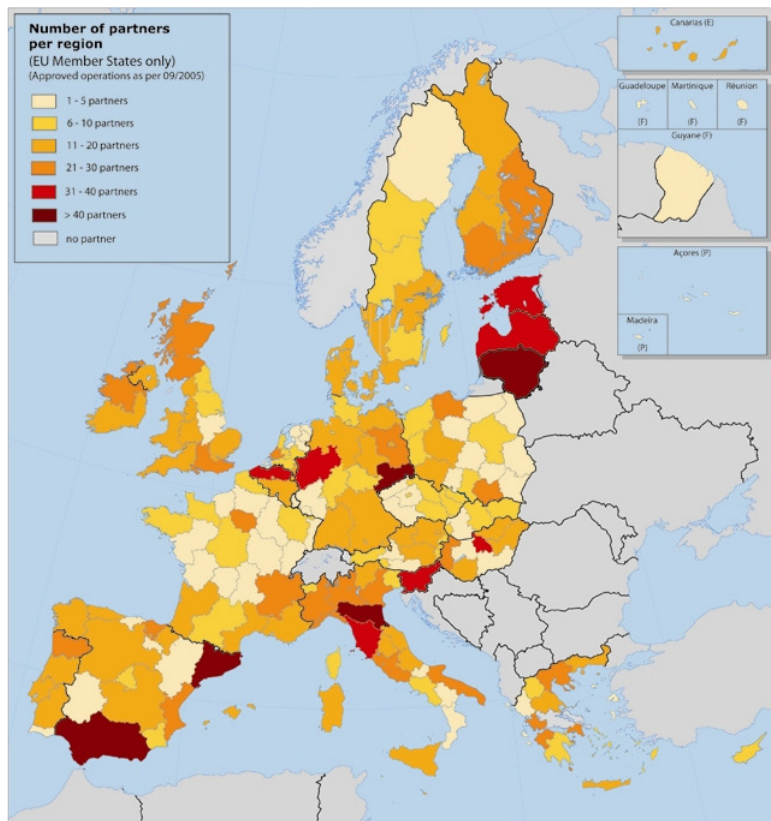 Number of partners
per region
(EU Member States only)
(Approved operations as per 09/2005)
1 - 5 partners
6 - 10 partners
11 - 20 partners
21 - 30 partners
31 - 40 partners
> 40 partners
no partner
Canarias (E)
Guadeloupe Martinique Réunion
(F) (F) (F)
Guyane (F)
Açores (P)
Madeira
(P)